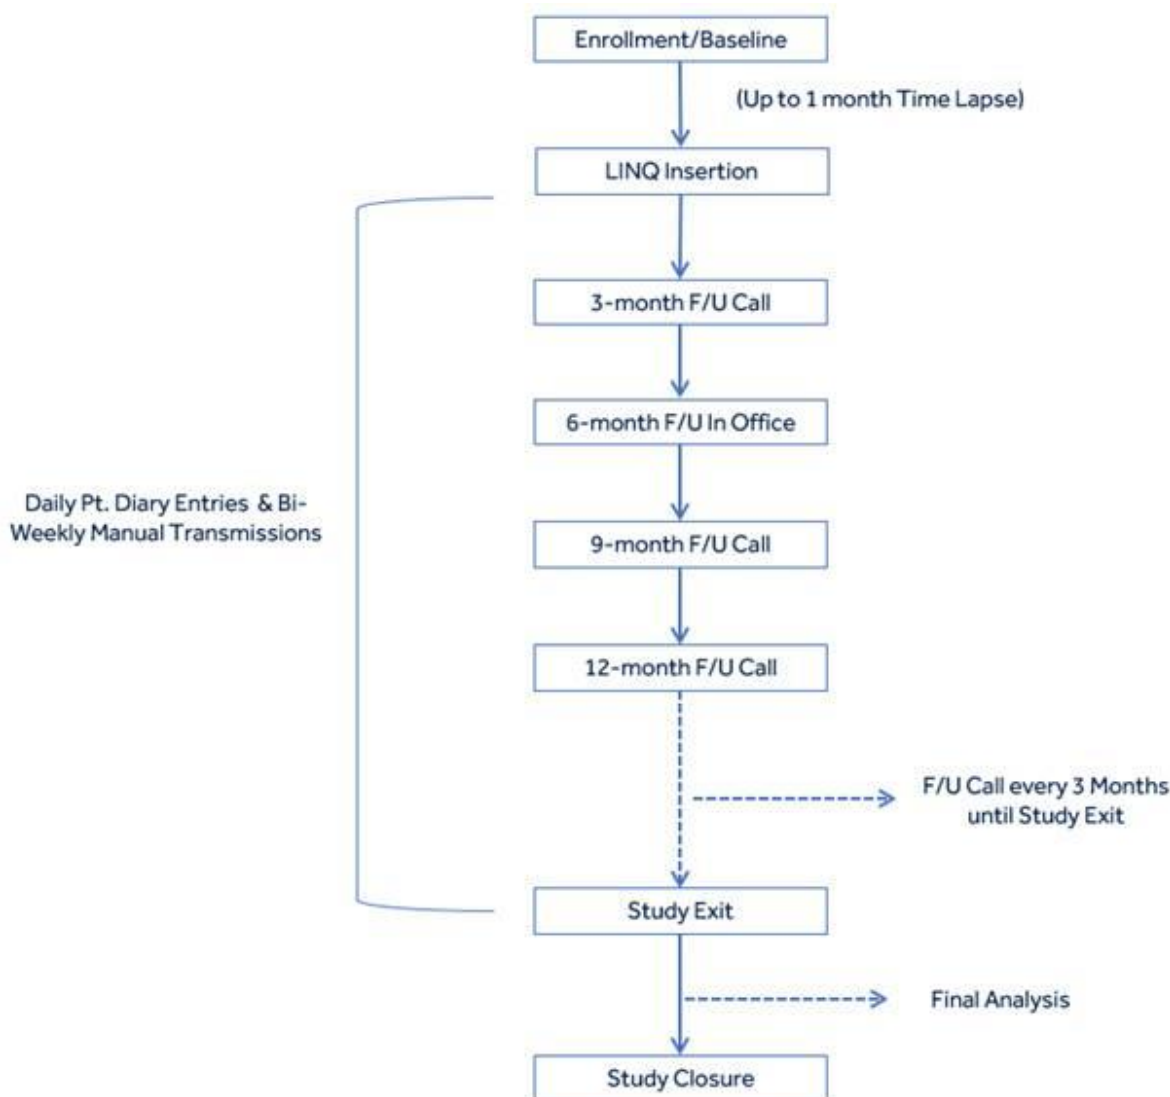 Enrollment/Baseline
(Up to 1 month Time Lapse)
LINQ Insertion
3-month F/U Call
6-month F/U In Office
Daily Pt. Diary Entries & Bi-
Weekly Manual Transmissions
9-month F/U Call
12-month F/U Call
F/U Call every 3 Months
until Study Exit
Study Exit
Final Analysis
Study Closure